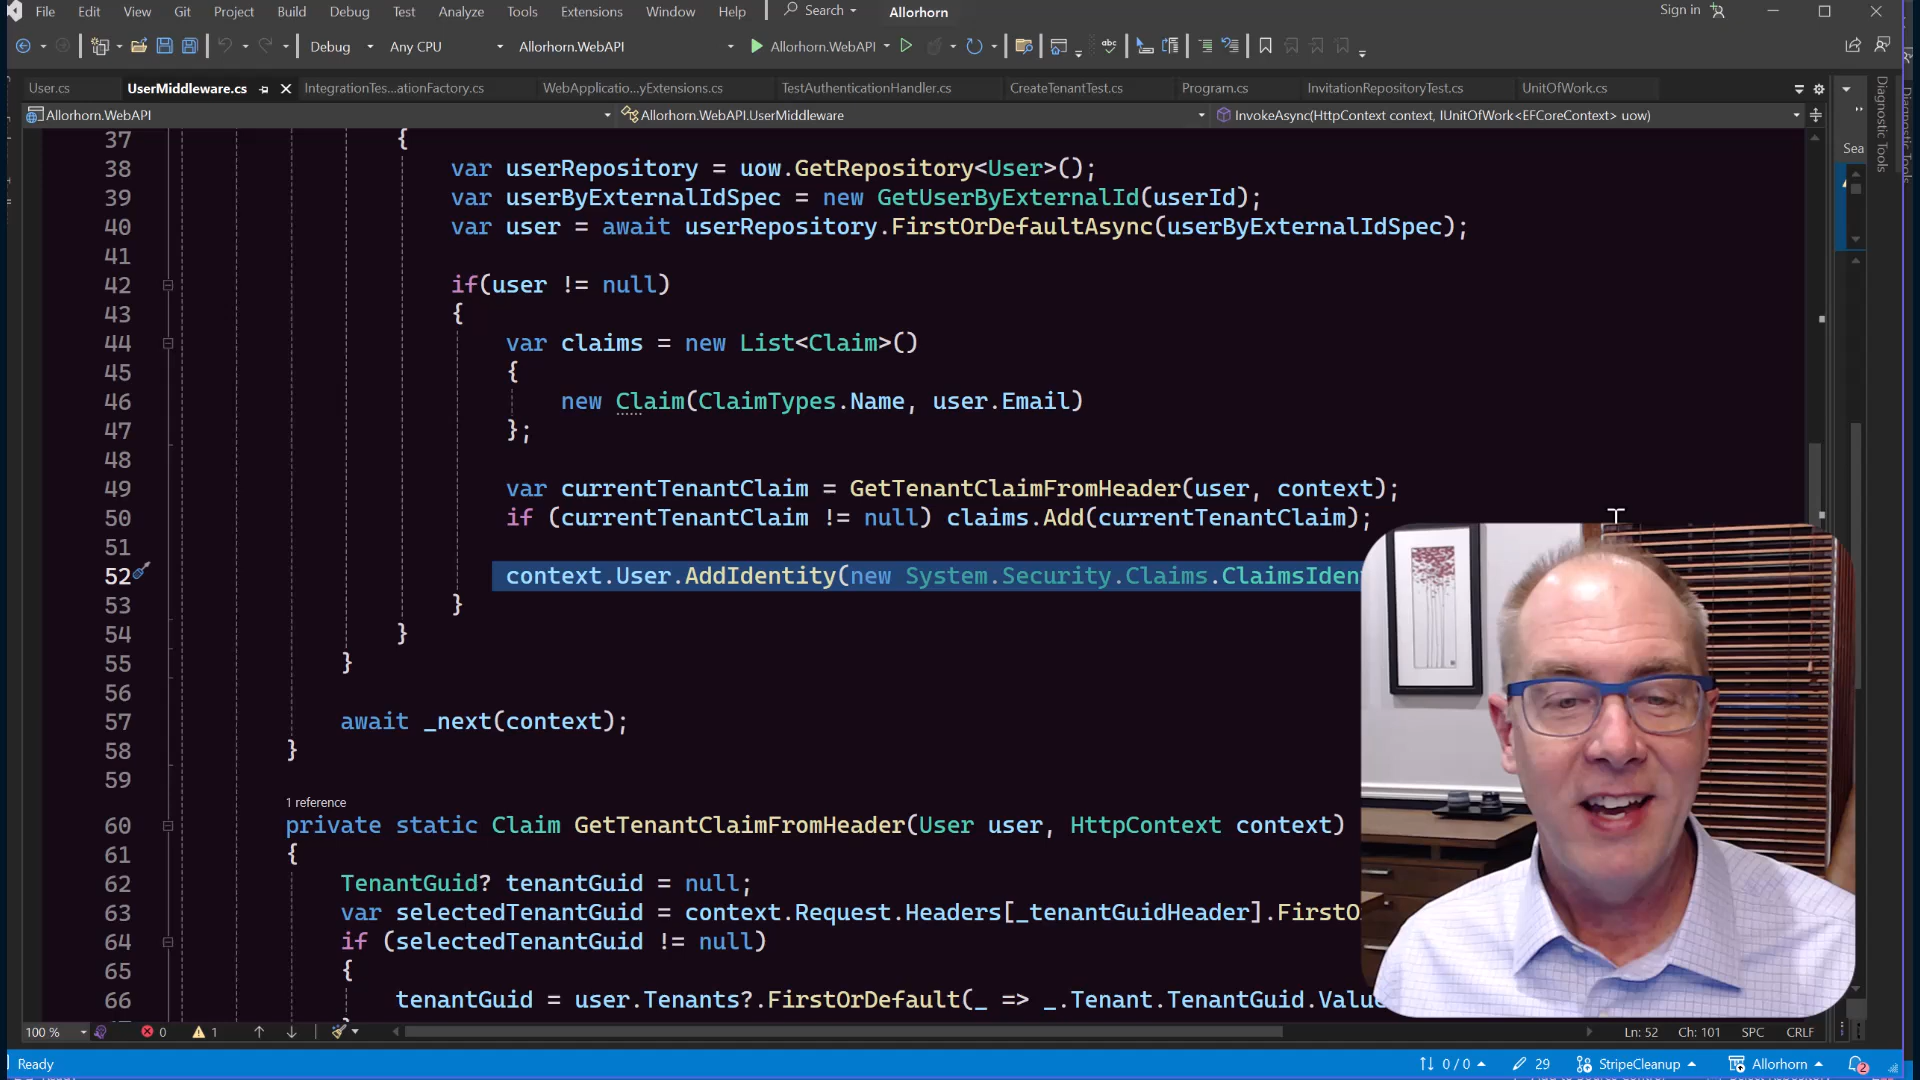 File Edit View Git Project Build Debug Test Analyze Tools Extensions Window Help Search Allorhorn Sign in
Debug Any CPU Allorhorn.WebAPI Allorhorn.WebAPI
User.cs UserMiddleware.cs IntegrationTes...ationFactory.cs WebApplicatio...yExtensions.cs TestAuthenticationHandler.cs CreateTenantTest.cs Program.cs InvitationRepositoryTest.cs UnitOfWork.cs
Allorhorn.WebAPI Allorhorn.WebAPI.UserMiddleware InvokeAsync(HttpContext context, IUnitOfWork<EFCoreContext> uow)
37 {
38 var userRepository = uow.GetRepository<User>();
39 var userByExternalIdSpec = new GetUserByExternalId(userId);
40 var user = await userRepository.FirstOrDefaultAsync(userByExternalIdSpec);
41
42 if(user != null)
43 {
44 var claims = new List<Claim>()
45 {
46 new Claim(ClaimTypes.Name, user.Email)
47 };
48
49 var currentTenantClaim = GetTenantClaimFromHeader(user, context);
50 if (currentTenantClaim != null) claims.Add(currentTenantClaim);
51
52 context.User.AddIdentity(new System.Security.Claims.ClaimsIden
53 }
54 }
55 }
56
57 await _next(context);
58 }
59
1 reference
60 private static Claim GetTenantClaimFromHeader(User user, HttpContext context)
61 {
62 TenantGuid? tenantGuid = null;
63 var selectedTenantGuid = context.Request.Headers[_tenantGuidHeader].FirstO
64 if (selectedTenantGuid != null)
65 {
66 tenantGuid = user.Tenants?.FirstOrDefault(_ => _.Tenant.TenantGuid.Valu
100 % 0 1 Ln: 52 Ch: 101 SPC CRLF
Ready 0 / 0 29 StripeCleanup Allorhorn 2
Sea
Diagnostic Tools
Diagnostic Tools